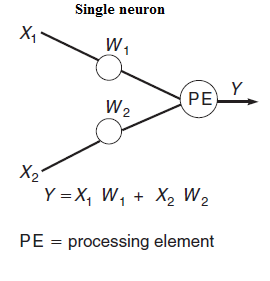 Single neuron
X₁
W₁
PE
Y
W₂
X₂
Y = X₁ W₁ + X₂ W₂
PE = processing element